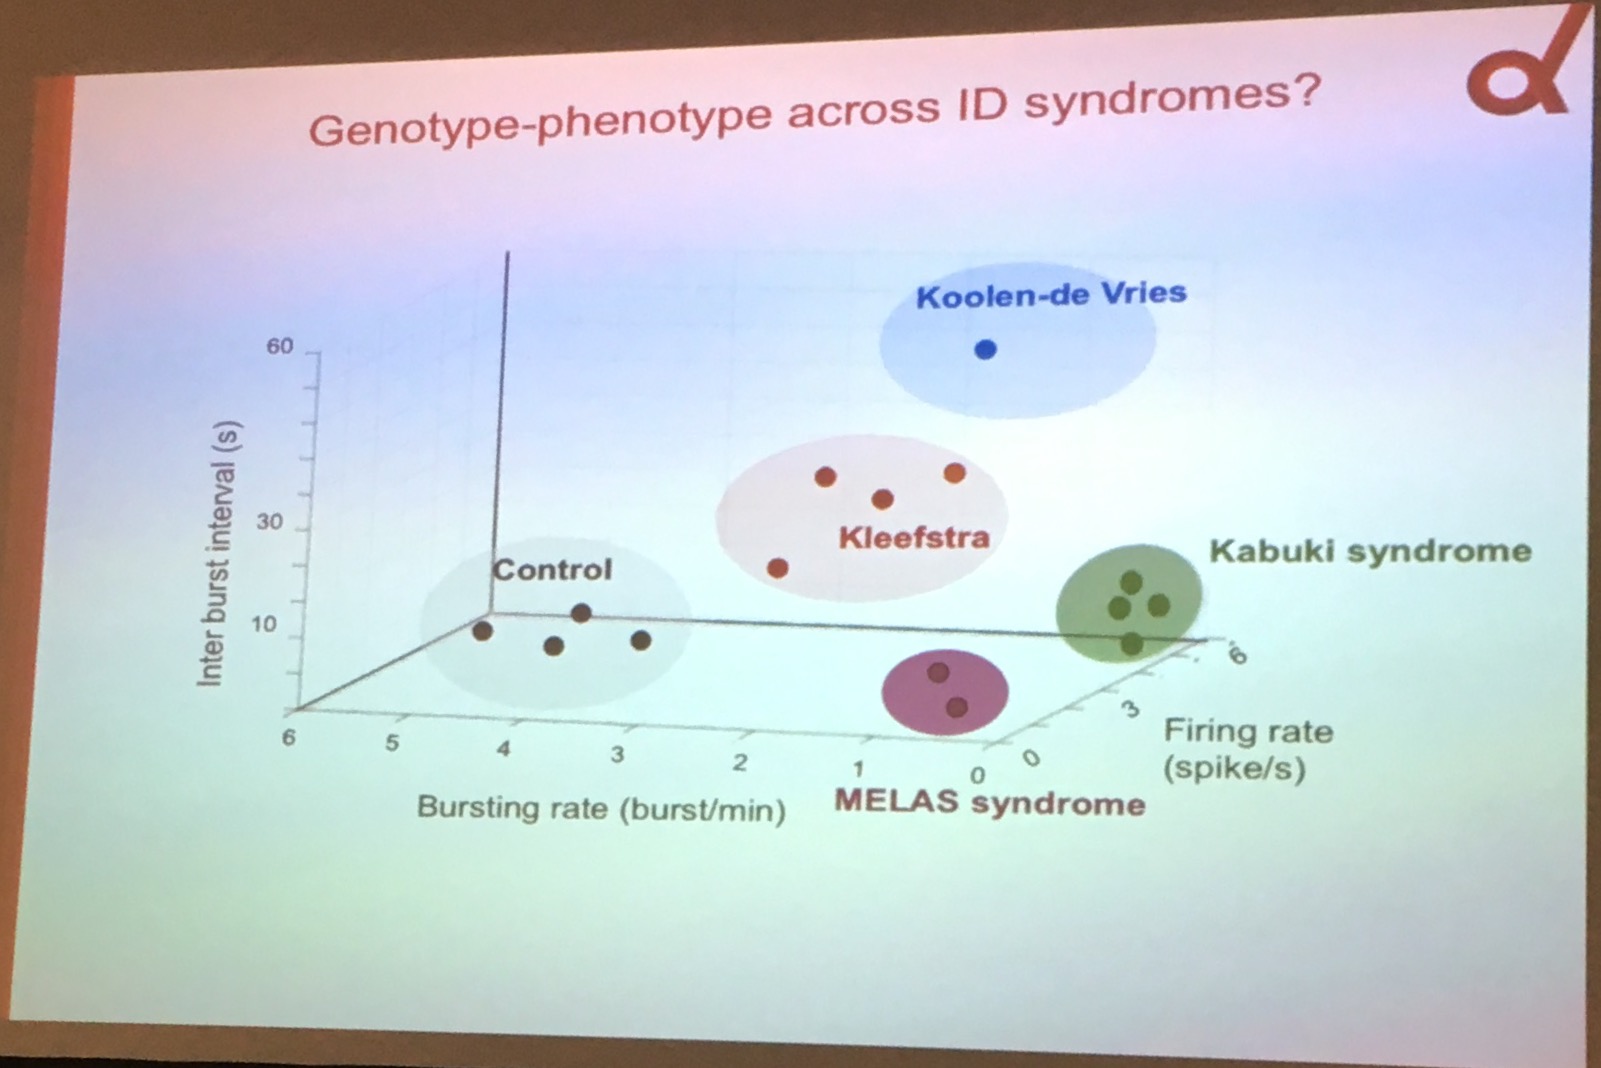 Genotype-phenotype across ID syndromes?
Koolen-de Vries
60
Inter burst interval (s)
30
Kleefstra
Kabuki syndrome
Control
10
6
5
4
3
2
1
0
0
3
6
Firing rate
(spike/s)
Bursting rate (burst/min)
MELAS syndrome